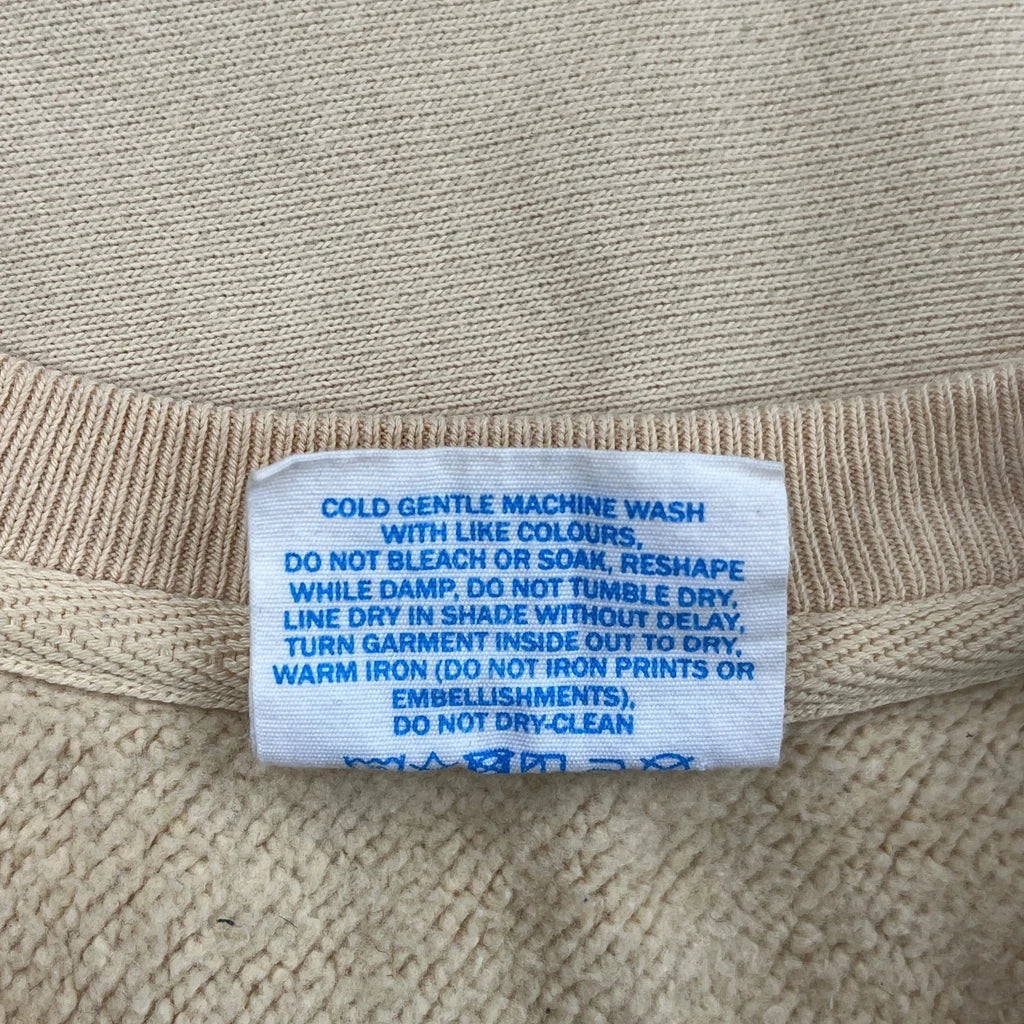 COLD GENTLE MACHINE WASH
WITH LIKE COLOURS,
DO NOT BLEACH OR SOAK, RESHAPE
WHILE DAMP, DO NOT TUMBLE DRY,
LINE DRY IN SHADE WITHOUT DELAY,
TURN GARMENT INSIDE OUT TO DRY,
WARM IRON (DO NOT IRON PRINTS OR
EMBELLISHMENTS),
DO NOT DRY-CLEAN